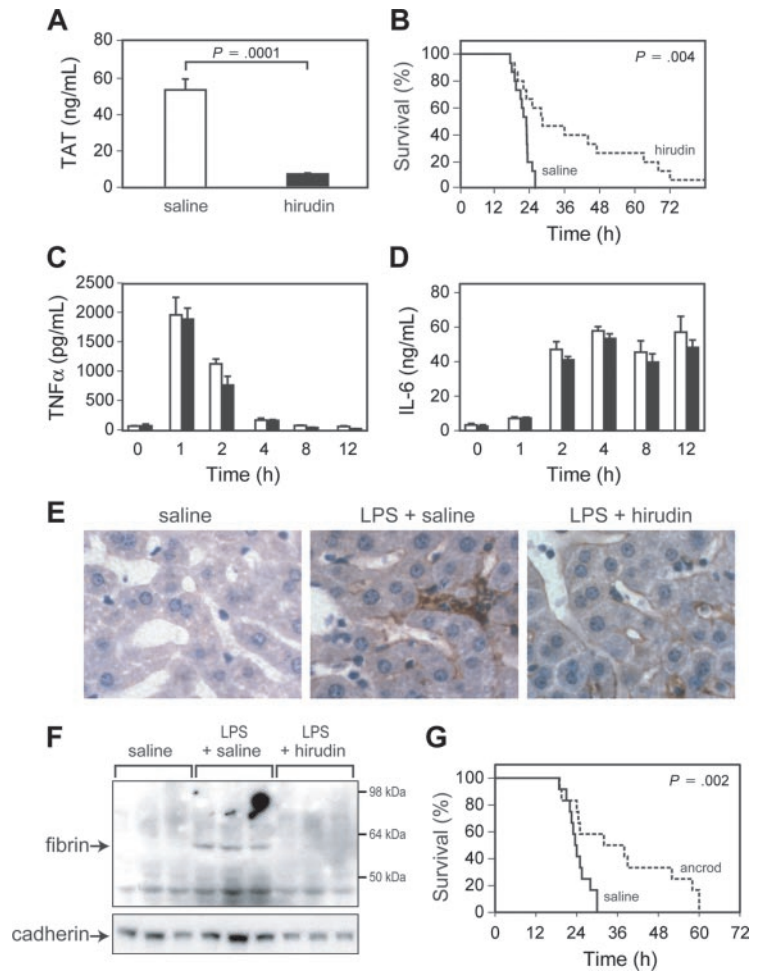 A
TAT (ng/mL)
80
60
40
20
0
P = .0001
saline
hirudin
B
Survival (%)
100
80
60
40
20
0
P = .004
hirudin
saline
0 12 24 36 48 60 72
Time (h)
C
TNFα (pg/mL)
2500
2000
1500
1000
500
0
0 1 2 4 8 12
Time (h)
D
IL-6 (ng/mL)
80
60
40
20
0
0 1 2 4 8 12
Time (h)
E
saline
LPS + saline
LPS + hirudin
F
saline
LPS
+ saline
LPS
+ hirudin
98 kDa
64 kDa
50 kDa
fibrin
cadherin
G
Survival (%)
100
80
60
40
20
0
P = .002
ancrod
saline
0 12 24 36 48 60 72
Time (h)